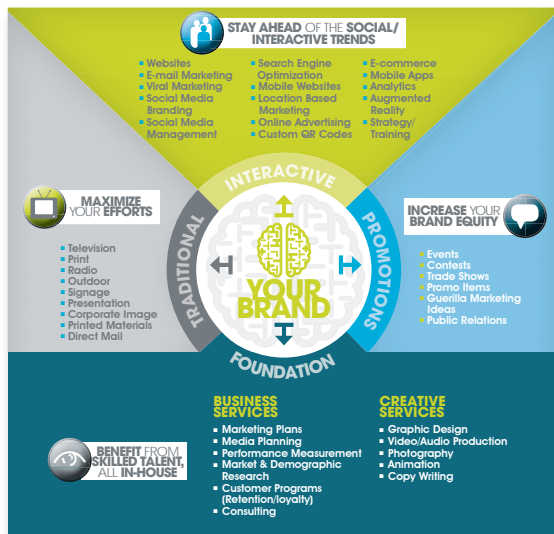 STAY AHEAD OF THE SOCIAL/
INTERACTIVE TRENDS
Websites
E-mail Marketing
Viral Marketing
Social Media
Branding
Social Media
Management
Search Engine
Optimization
Mobile Websites
Location Based
Marketing
Online Advertising
Custom QR Codes
E-commerce
Mobile Apps
Analytics
Augmented
Reality
Strategy/
Training
MAXIMIZE
YOUR EFFORTS
Television
Print
Radio
Outdoor
Signage
Presentation
Corporate Image
Printed Materials
Direct Mail
INTERACTIVE
TRADITIONAL
PROMOTIONS
FOUNDATION
YOUR
BRAND
INCREASE YOUR
BRAND EQUITY
Events
Contests
Trade Shows
Promo Items
Guerilla Marketing
Ideas
Public Relations
BENEFIT FROM
SKILLED TALENT,
ALL IN-HOUSE
BUSINESS
SERVICES
Marketing Plans
Media Planning
Performance Measurement
Market & Demographic
Research
Customer Programs
(Retention/loyalty)
Consulting
CREATIVE
SERVICES
Graphic Design
Video/Audio Production
Photography
Animation
Copy Writing